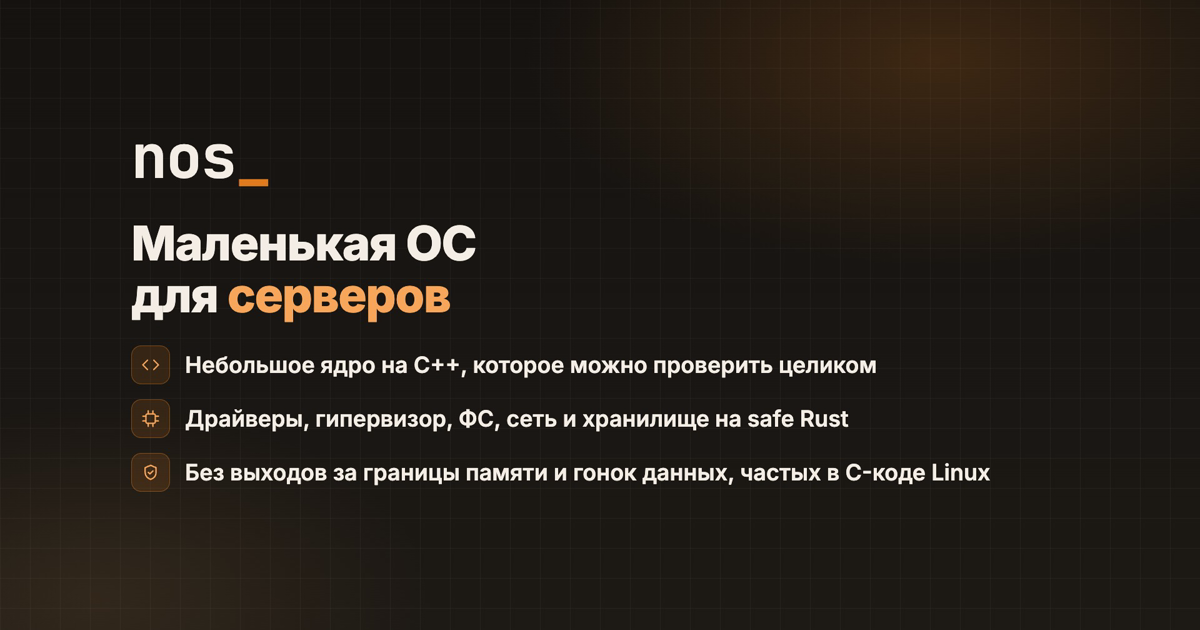 nos_
Маленькая ОС
для серверов
Небольшое ядро на C++, которое можно проверить целиком
Драйверы, гипервизор, ФС, сеть и хранилище на safe Rust
Без выходов за границы памяти и гонок данных, частых в C-коде Linux